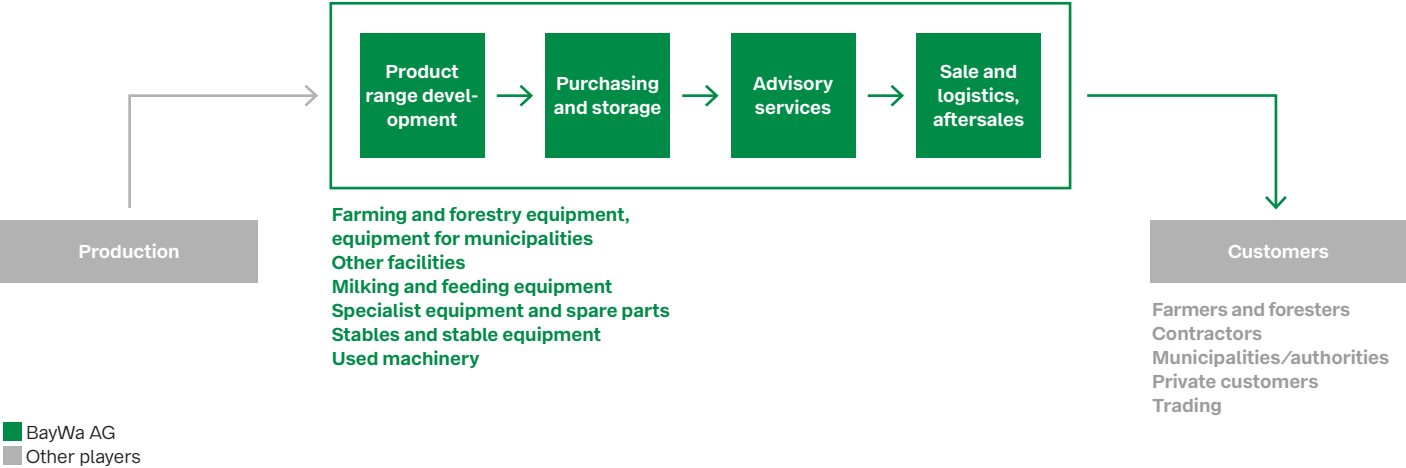 Product
range devel-
opment
Purchasing
and storage
Advisory
services
Sale and
logistics,
aftersales
Production
Farming and forestry equipment,
equipment for municipalities
Other facilities
Milking and feeding equipment
Specialist equipment and spare parts
Stables and stable equipment
Used machinery
Customers
Farmers and foresters
Contractors
Municipalities/authorities
Private customers
Trading
BayWa AG
Other players